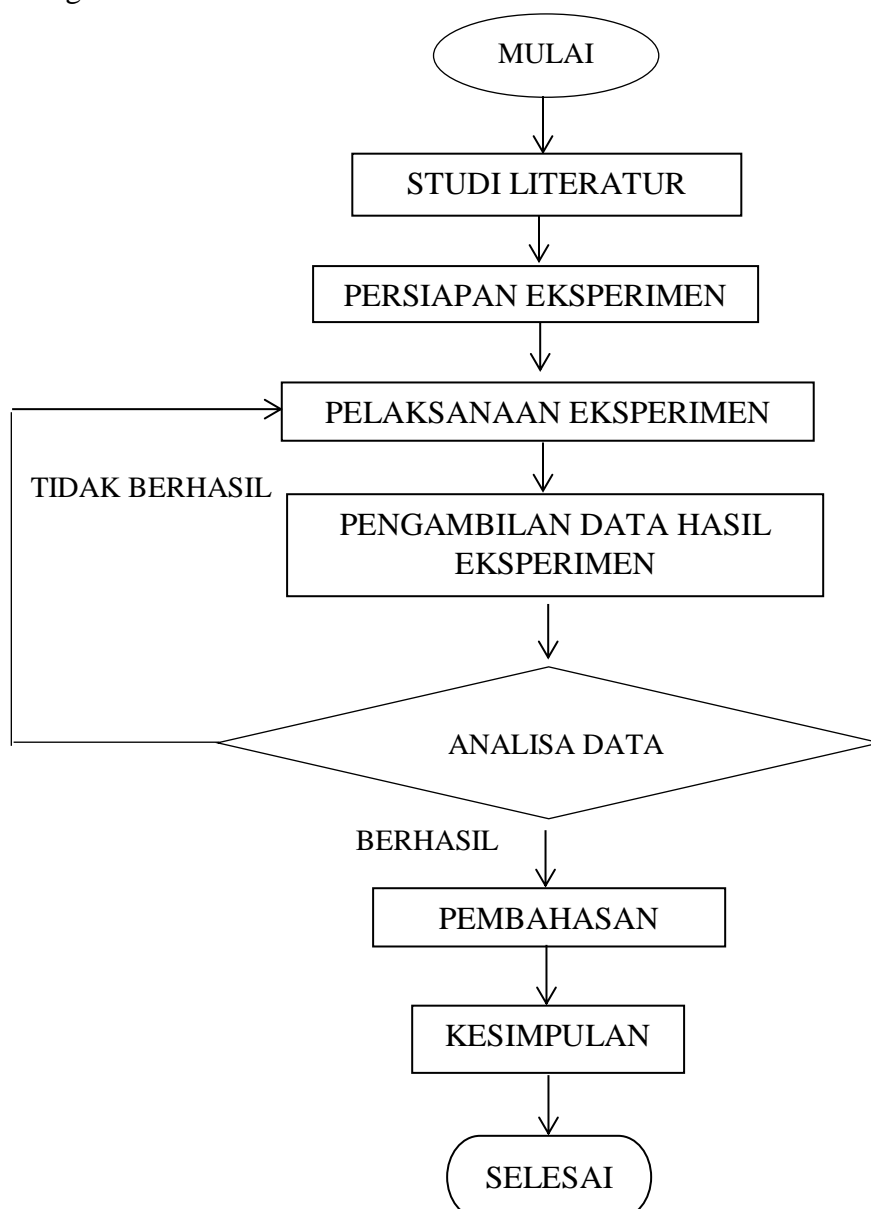 MULAI
STUDI LITERATUR
PERSIAPAN EKSPERIMEN
PELAKSANAAN EKSPERIMEN
TIDAK BERHASIL
PENGAMBILAN DATA HASIL
EKSPERIMEN
ANALISA DATA
BERHASIL
PEMBAHASAN
KESIMPULAN
SELESAI